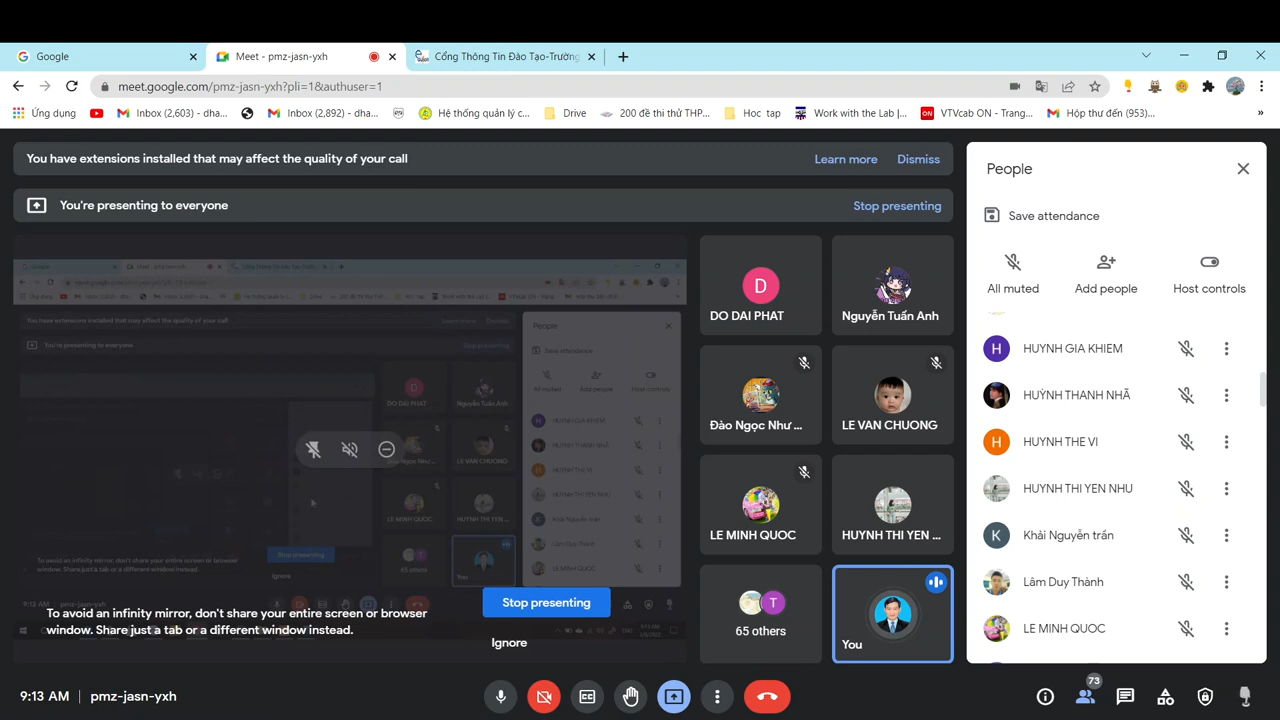 Google
Meet - pmz-jasn-yxh
Cổng Thông Tin Đào Tạo-Trường
meet.google.com/pmz-jasn-yxh?pli=1&authuser=1
Ứng dụng
Inbox (2,603) - dha...
Inbox (2,892) - dha...
Hệ thống quản lý c...
Drive
200 đề thi thử THP...
Hoc tap
Work with the Lab |...
VTVcab ON - Trang...
Hộp thư đến (953)...
»
You have extensions installed that may affect the quality of your call
Learn more
Dismiss
You're presenting to everyone
Stop presenting
To avoid an infinity mirror, don't share your entire screen or browser
window. Share just a tab or a different window instead.
Stop presenting
Ignore
D
DO DAI PHAT
Nguyễn Tuấn Anh
Đào Ngọc Như ...
LE VAN CHUONG
LE MINH QUOC
HUYNH THI YEN ...
T
65 others
You
People
Save attendance
All muted
Add people
Host controls
H
HUYNH GIA KHIEM
HUỲNH THANH NHÃ
H
HUYNH THE VI
HUYNH THI YEN NHU
K
Khải Nguyễn trần
Lâm Duy Thành
LE MINH QUOC
9:13 AM
pmz-jasn-yxh
73